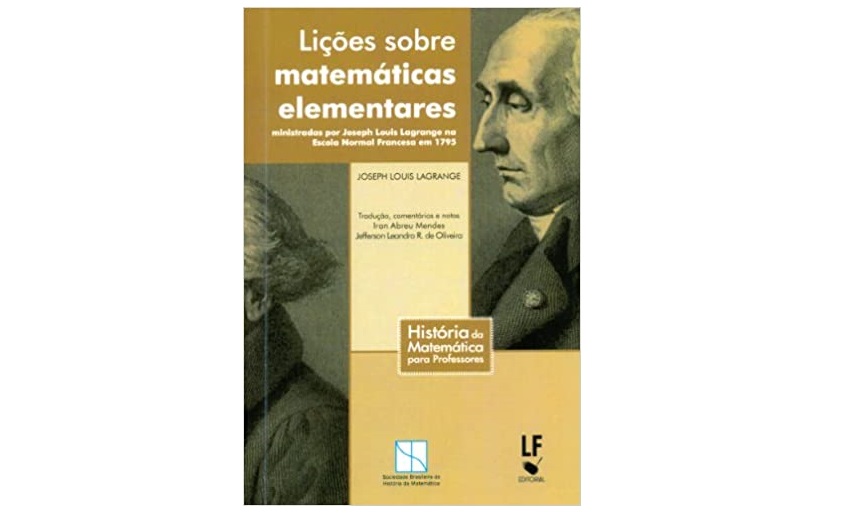 Lições sobre
matemáticas
elementares
ministradas por Joseph Louis Lagrange na
Escola Normal Francesa em 1795
JOSEPH LOUIS LAGRANGE
Tradução, comentários e notas
Iran Abreu Mendes
Jefferson Leandro R. de Oliveira
História da
Matemática
para Professores
Sociedade Brasileira de
História da Matemática
LF
EDITORIAL